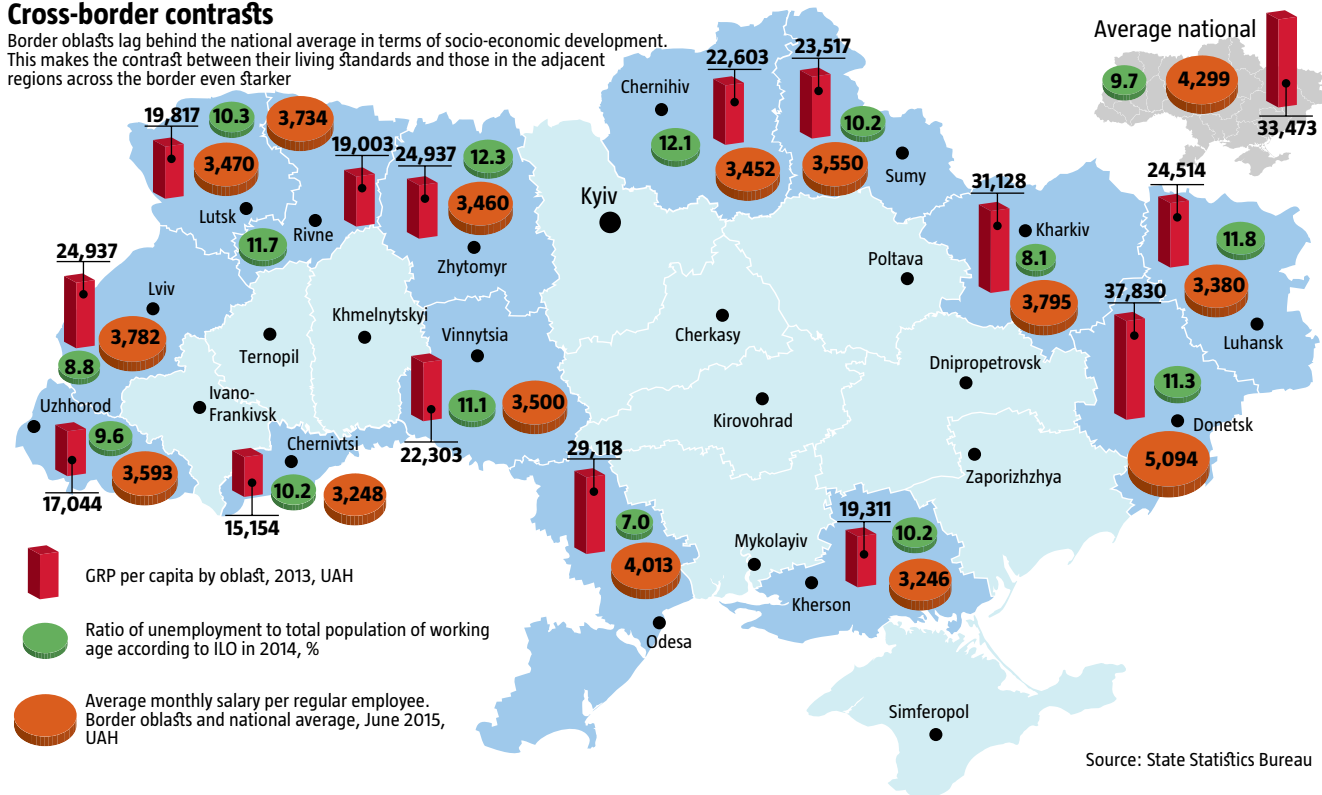 Cross-border contrasts
Border oblasts lag behind the national average in terms of socio-economic development.
This makes the contrast between their living standards and those in the adjacent
regions across the border even starker
Average national
9.7
4,299
33,473
19,817
10.3
3,470
Lutsk
3,734
19,003
Rivne
11.7
24,937
12.3
3,460
Zhytomyr
Kyiv
Chernihiv
22,603
12.1
3,452
23,517
10.2
3,550
Sumy
31,128
Kharkiv
8.1
3,795
24,514
11.8
3,380
Luhansk
37,830
11.3
Donetsk
5,094
24,937
Lviv
3,782
8.8
Ternopil
Khmelnytskyi
Vinnytsia
11.1
3,500
22,303
Cherkasy
Poltava
Dnipropetrovsk
Kirovohrad
Zaporizhzhya
Uzhhorod
9.6
3,593
17,044
Ivano-
Frankivsk
Chernivtsi
10.2
3,248
15,154
29,118
7.0
4,013
Odesa
Mykolayiv
19,311
10.2
3,246
Kherson
Simferopol
GRP per capita by oblast, 2013, UAH
Ratio of unemployment to total population of working
age according to ILO in 2014, %
Average monthly salary per regular employee.
Border oblasts and national average, June 2015,
UAH
Source: State Statistics Bureau